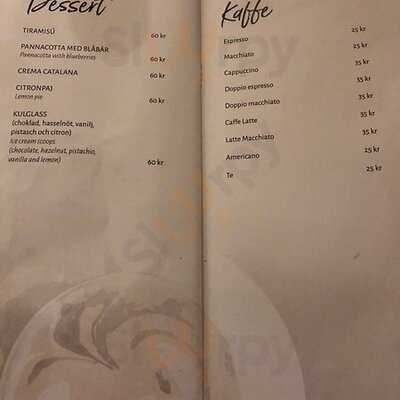 Dessert
TIRAMISÚ 60 kr
PANNACOTTA MED BLÅBÄR 60 kr
Pannacotta with blueberries
CREMA CATALANA 60 kr
CITRONPAJ 60 kr
Lemon pie
KULGLASS
(choklad, hasselnöt, vanilj,
pistasch och citron)
Ice cream scoops
(chocolate, hazelnut, pistachio,
vanilla and lemon) 60 kr
Kaffe
Espresso 25 kr
Macchiato 25 kr
Cappuccino 35 kr
Doppio espresso 35 kr
Doppio macchiato 35 kr
Caffe Latte 35 kr
Latte Macchiato 35 kr
Americano 25 kr
Te 25 kr
sluurpy
sluurpy